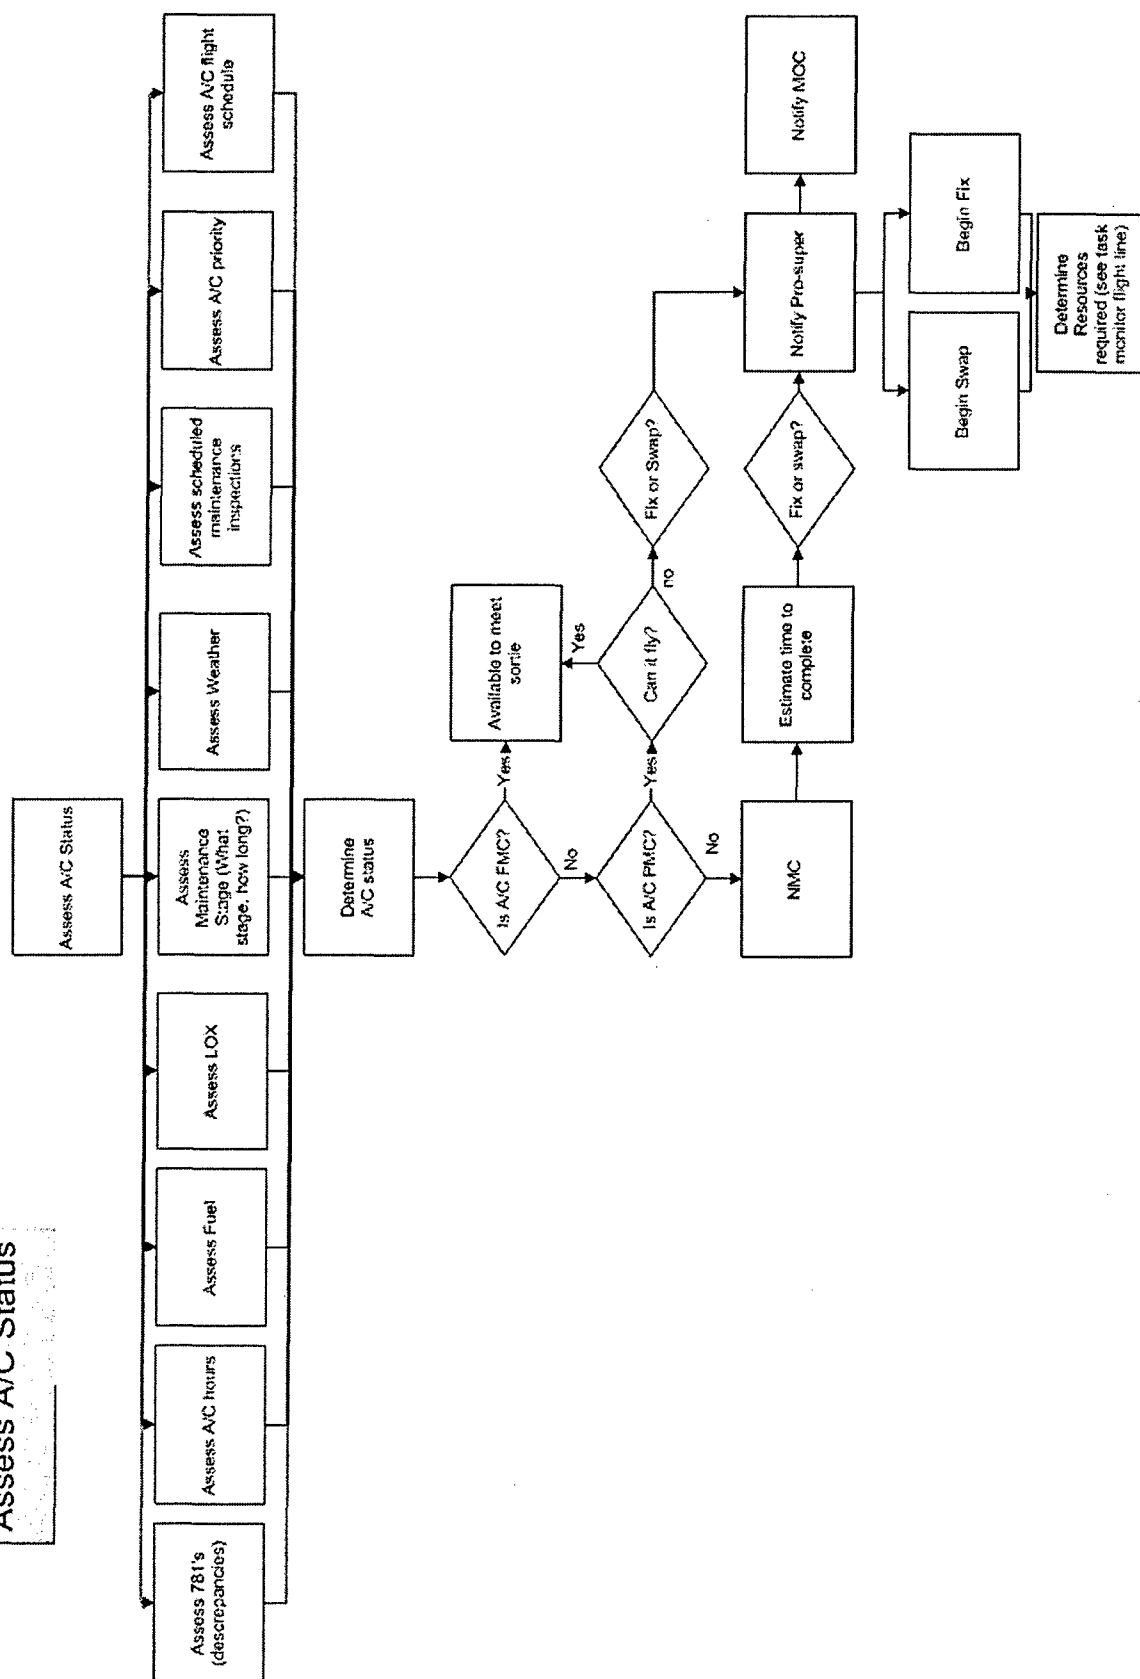 Assess A/C Status
Assess A/C Status
Assess 781's
(descrepancies)
Assess A/C hours
Assess Fuel
Assess LOX
Assess
Maintenance
Stage (What
stage, how long?)
Assess Weather
Assess scheduled
maintenance
inspections
Assess A/C priority
Assess A/C flight
schedule
Determine
A/C status
Is A/C FMC?
Yes
Available to meet
sortie
No
Is A/C PMC?
Yes
Can it fly?
Yes
no
Fix or Swap?
No
NMC
Estimate time to
complete
Fix or swap?
Notify Pro-super
Notify MOC
Begin Swap
Begin Fix
Determine
Resources
required (see task
monitor flight line)